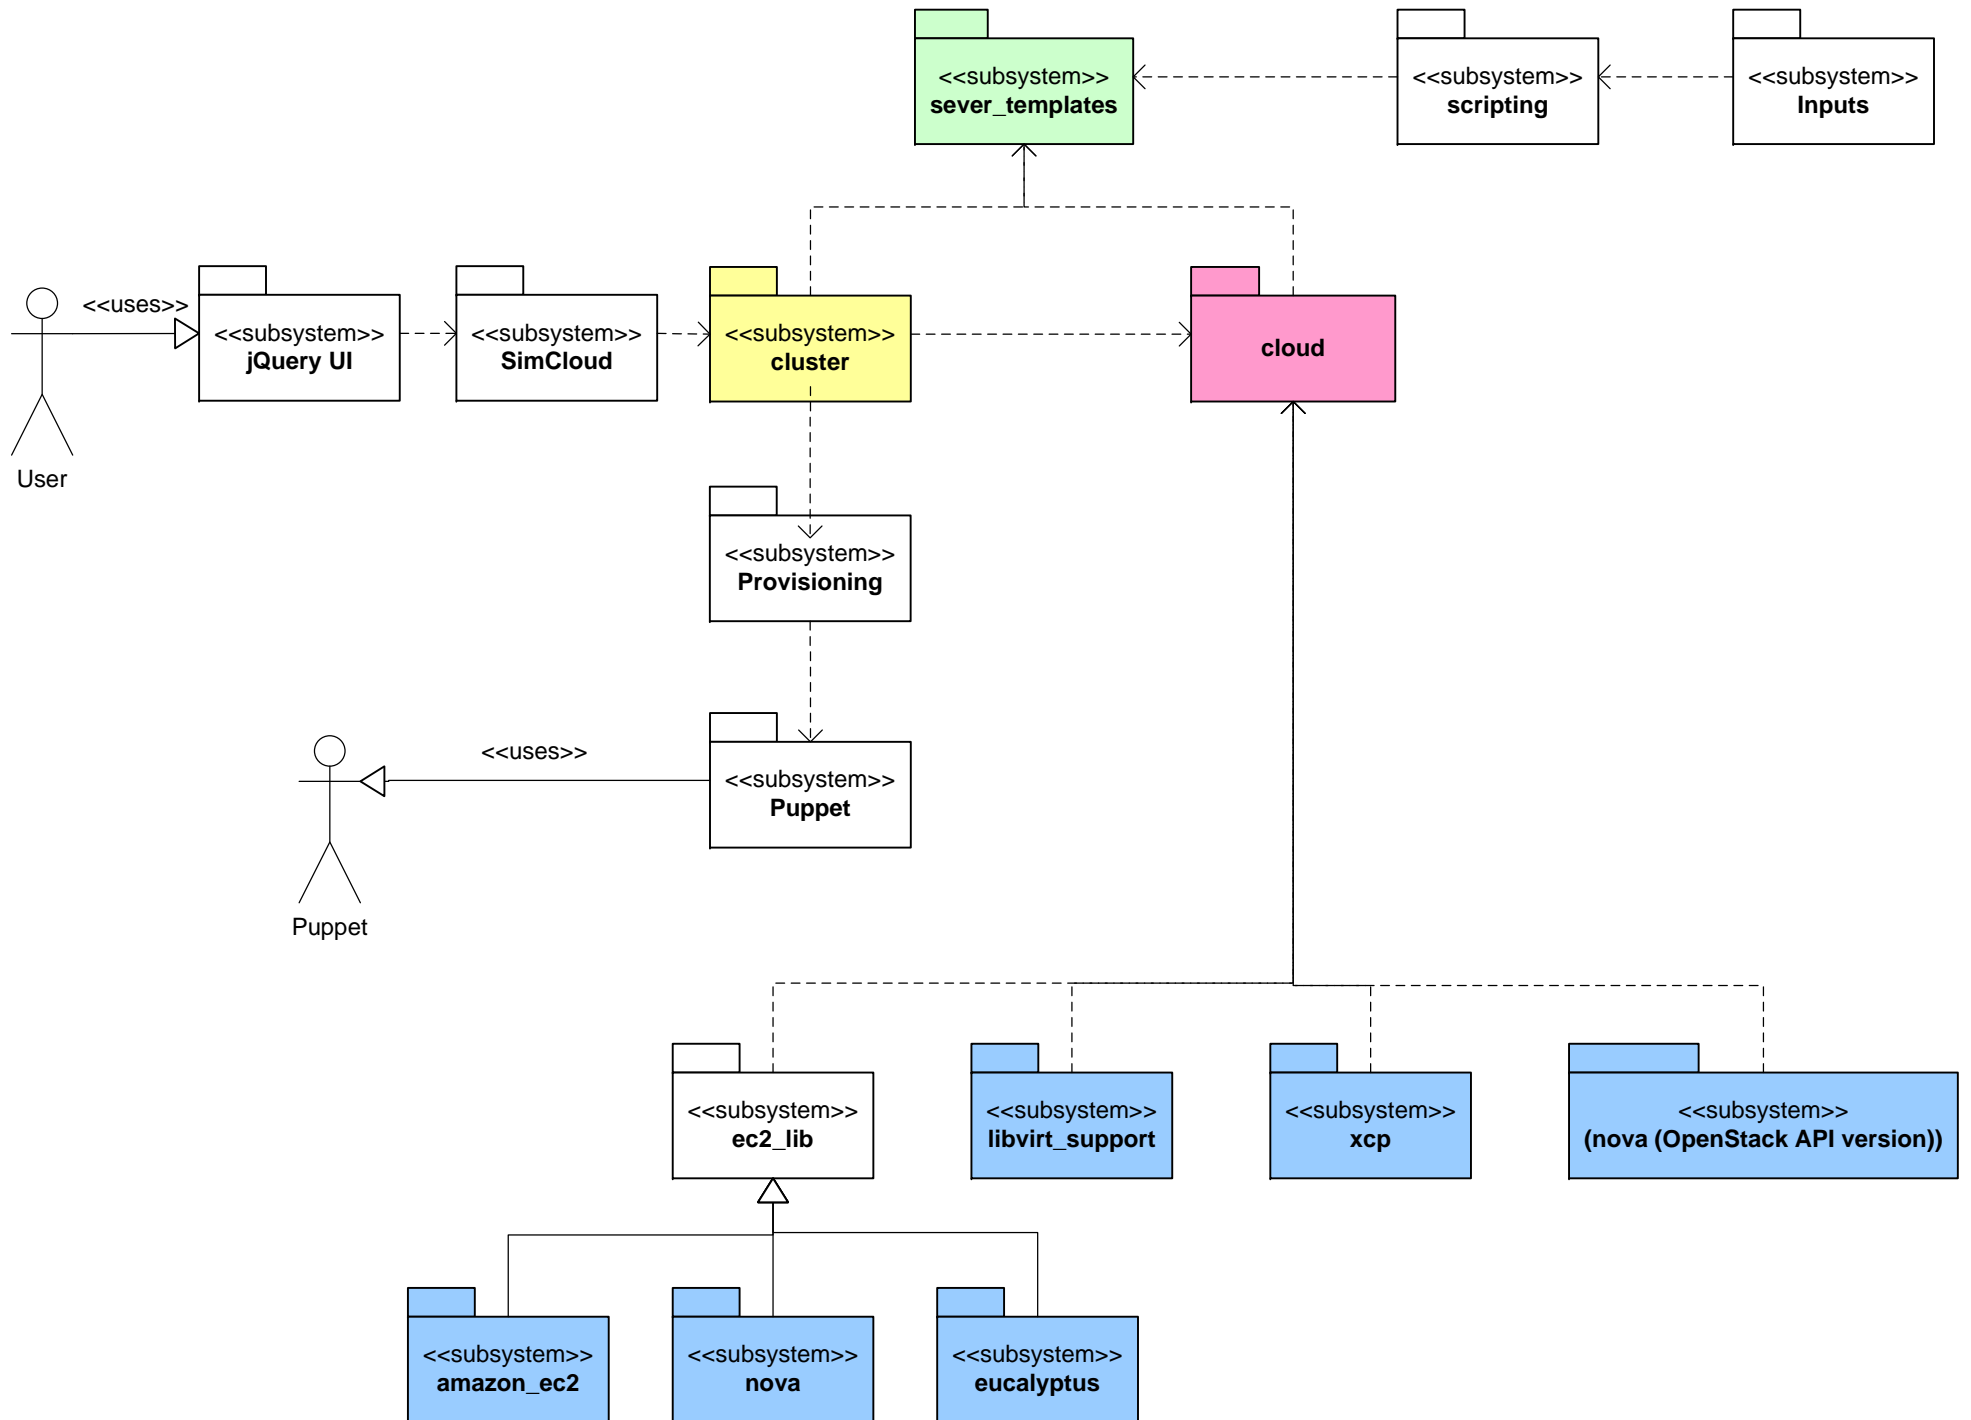 <<subsystem>>
sever_templates
<<subsystem>>
scripting
<<subsystem>>
Inputs
<<uses>>
User
<<subsystem>>
jQuery UI
<<subsystem>>
SimCloud
<<subsystem>>
cluster
cloud
<<subsystem>>
Provisioning
<<uses>>
Puppet
<<subsystem>>
Puppet
<<subsystem>>
ec2_lib
<<subsystem>>
libvirt_support
<<subsystem>>
xcp
<<subsystem>>
(nova (OpenStack API version))
<<subsystem>>
amazon_ec2
<<subsystem>>
nova
<<subsystem>>
eucalyptus